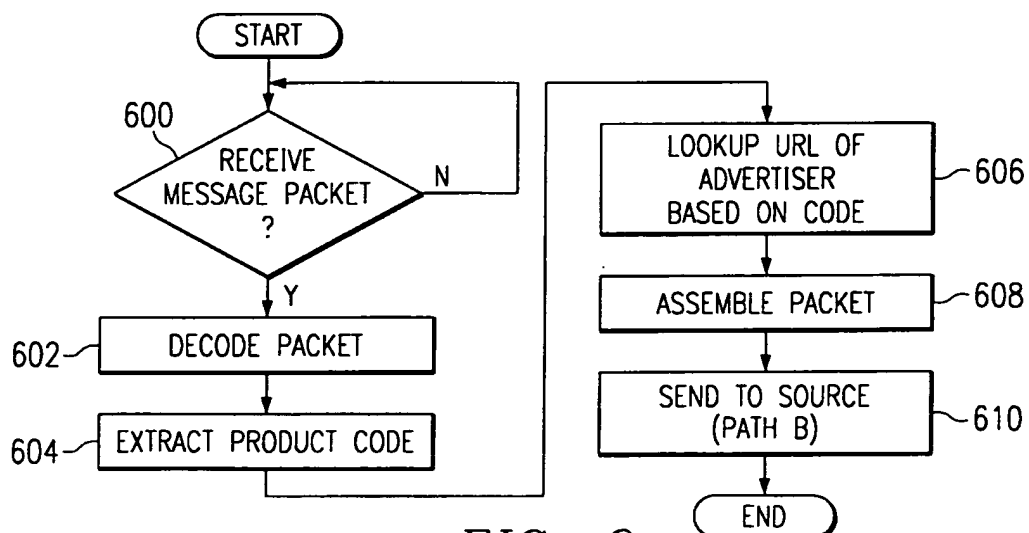 START
600
RECEIVE
MESSAGE PACKET
?
N
Y
602
DECODE PACKET
604
EXTRACT PRODUCT CODE
LOOKUP URL OF
ADVERTISER
BASED ON CODE
606
ASSEMBLE PACKET
608
SEND TO SOURCE
(PATH B)
610
END